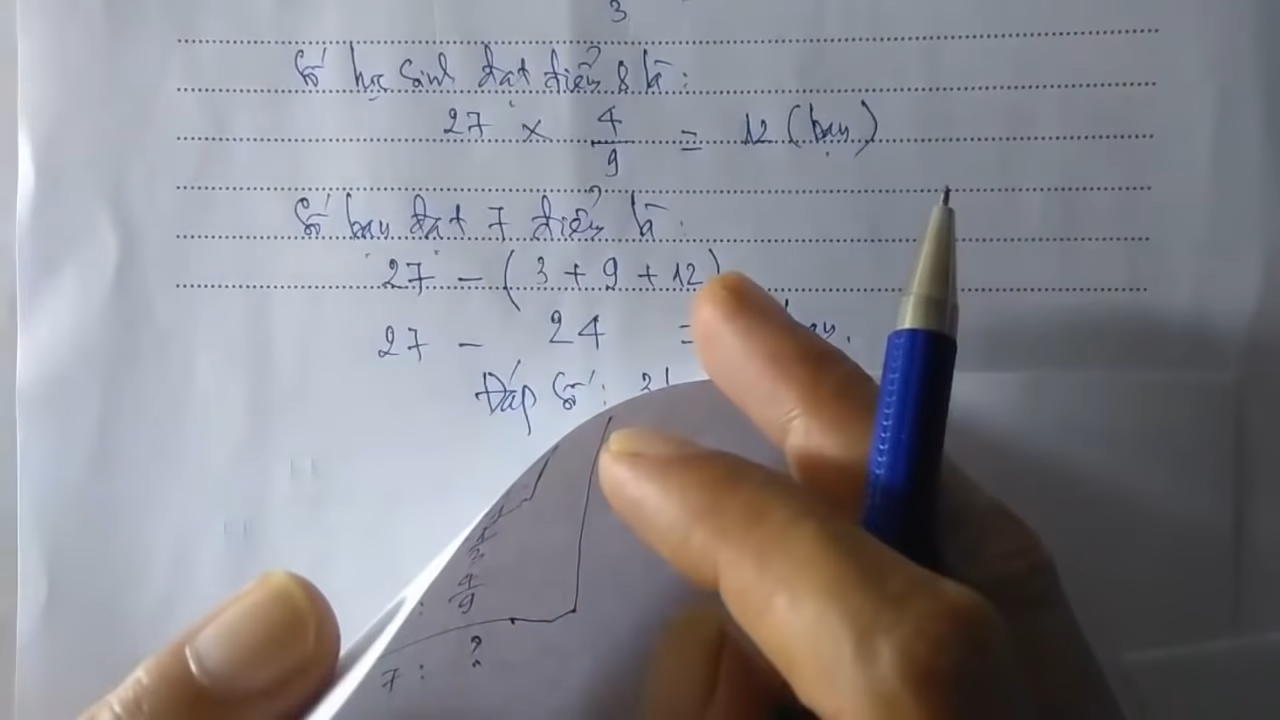 3
Số học sinh đạt điểm 8 là:
27 × 4/9 = 12 (bạn)
Số bạn đạt 7 điểm là:
27 - ( 3 + 9 + 12 )
27 - 24 =
Đáp Số:
: 4/9
7 : ?